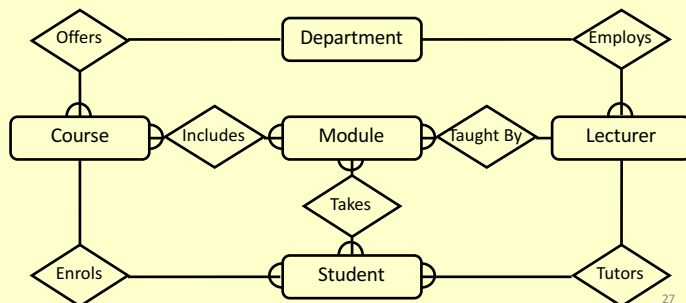 Offers
Department
Employs
Course
Includes
Module
Taught By
Lecturer
Takes
Enrols
Student
Tutors
27